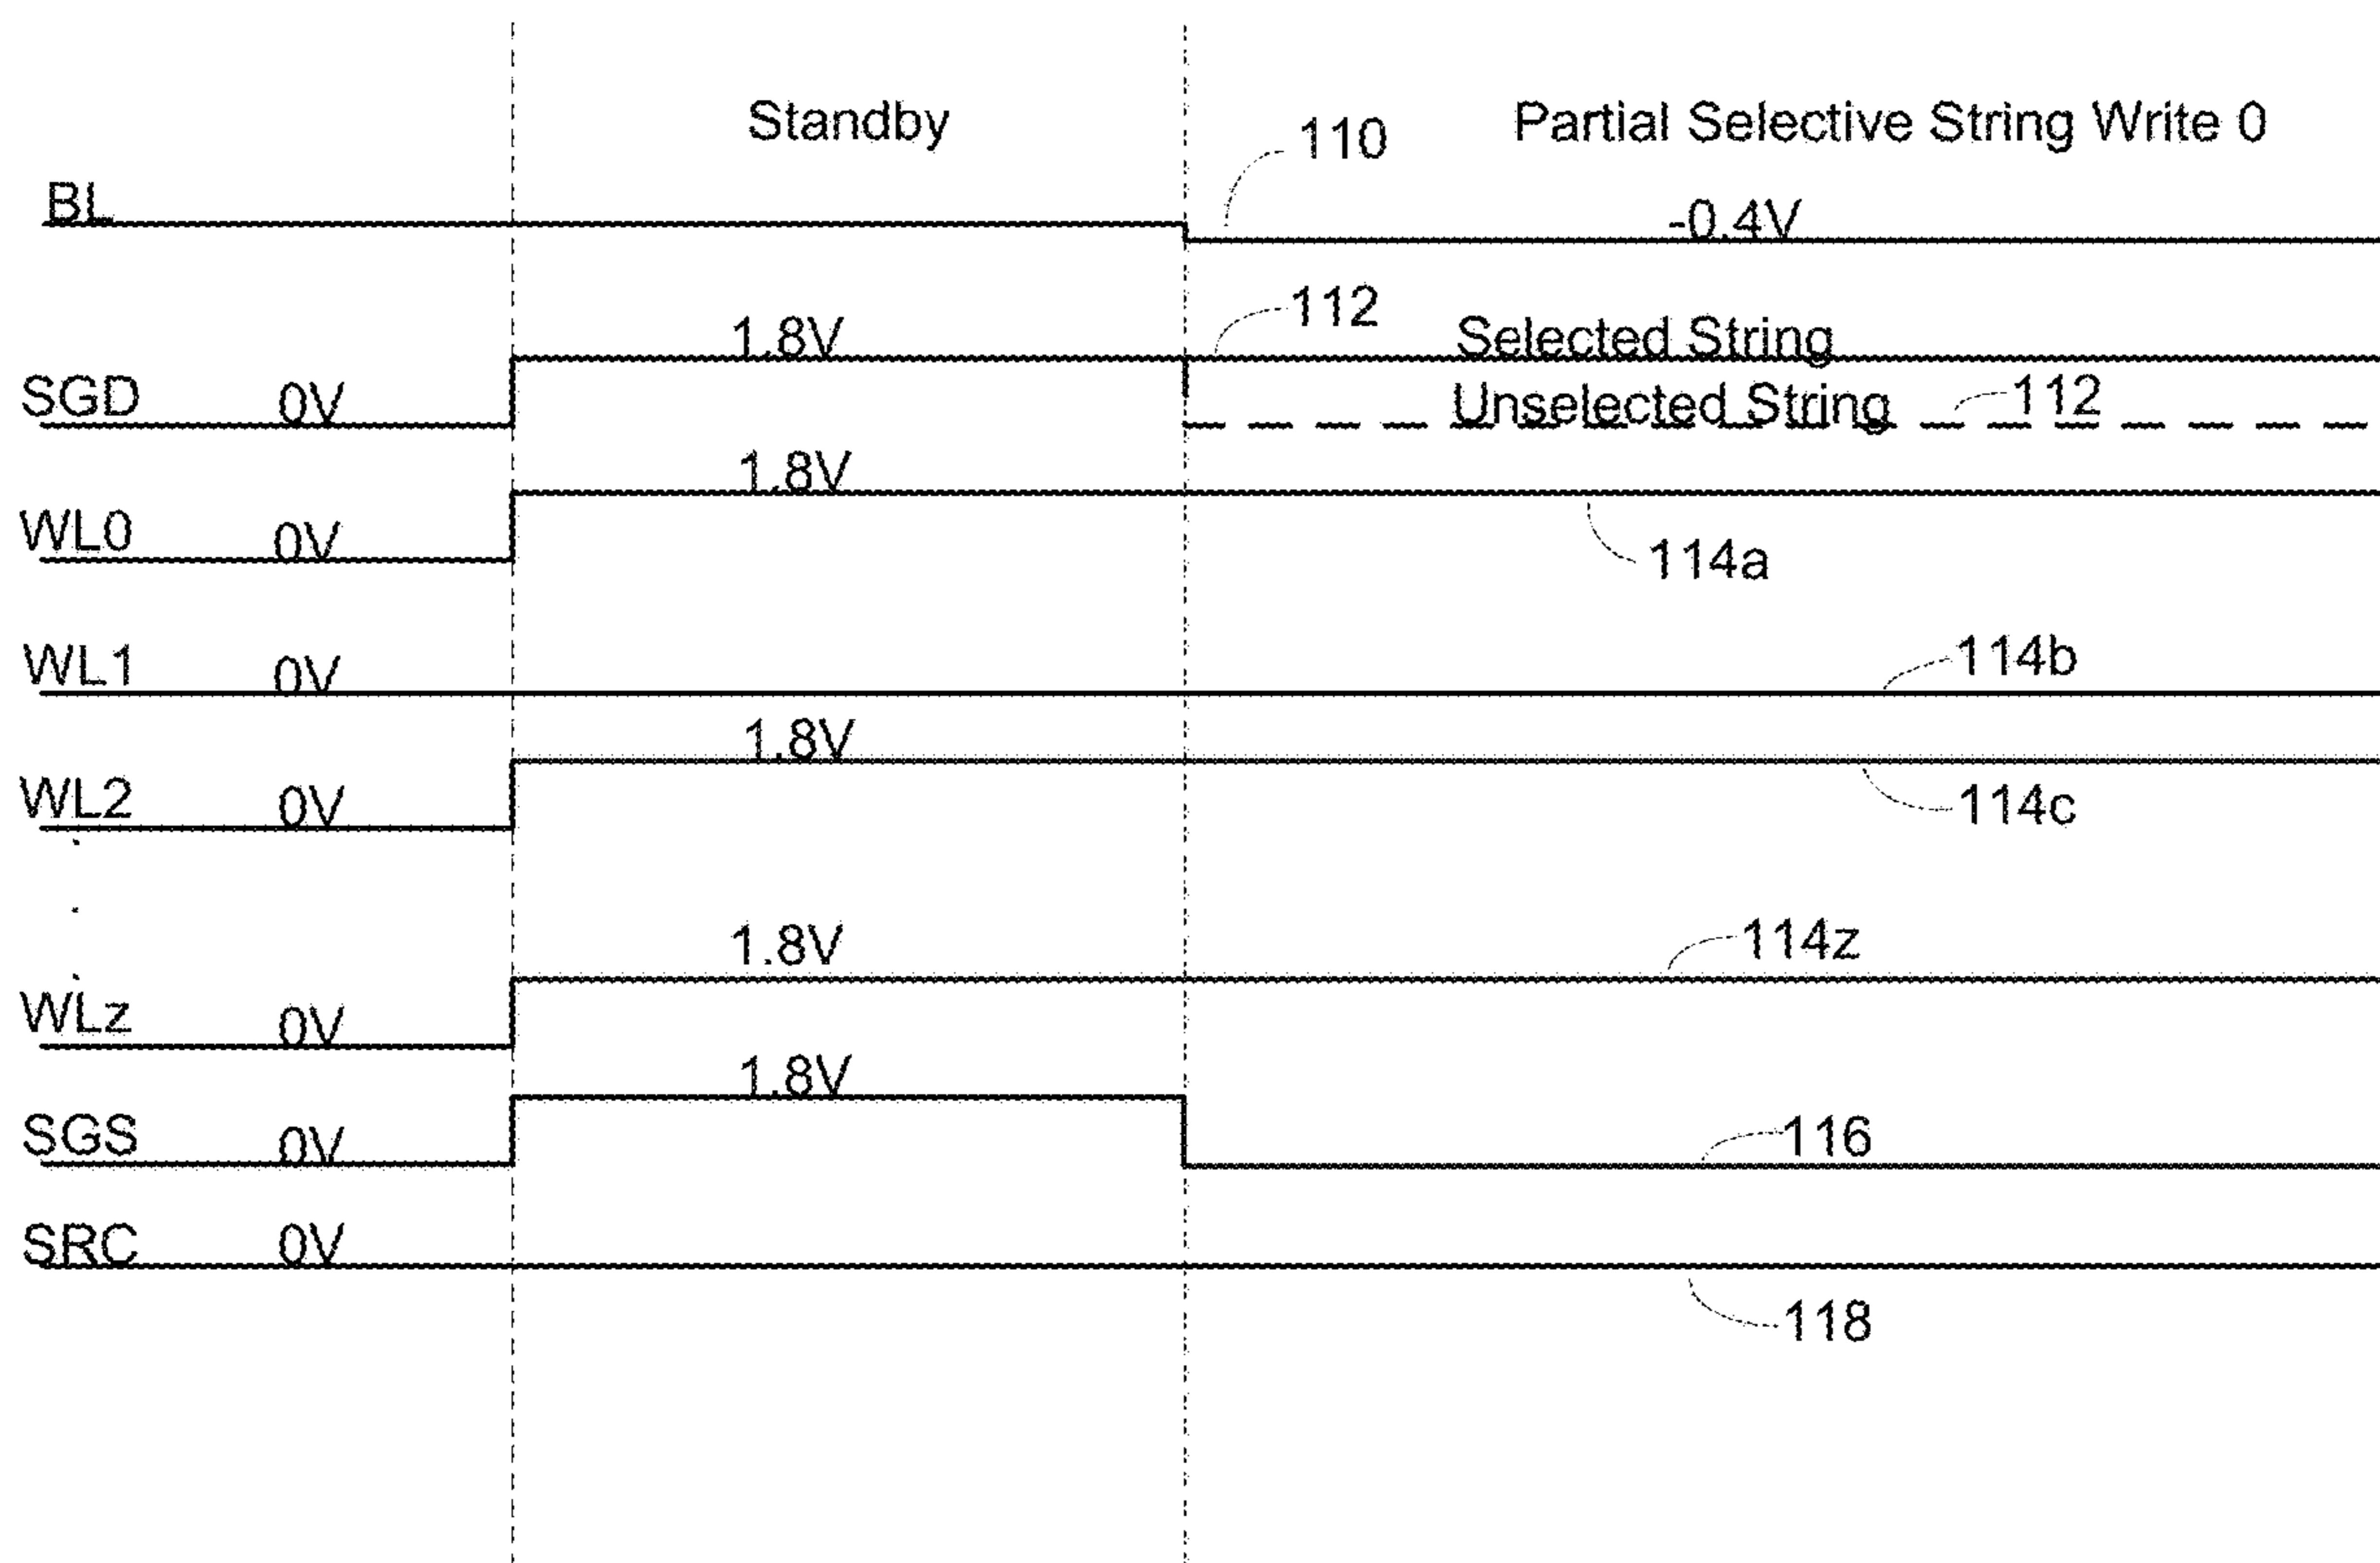 Standby
Partial Selective String Write 0
110
BL
-0.4V
112
1.8V
Selected String
SGD 0V
Unselected String
112
1.8V
WL0 0V
114a
WL1 0V
114b
1.8V
WL2 0V
114c
1.8V
114z
WLz 0V
1.8V
SGS 0V
116
SRC 0V
118